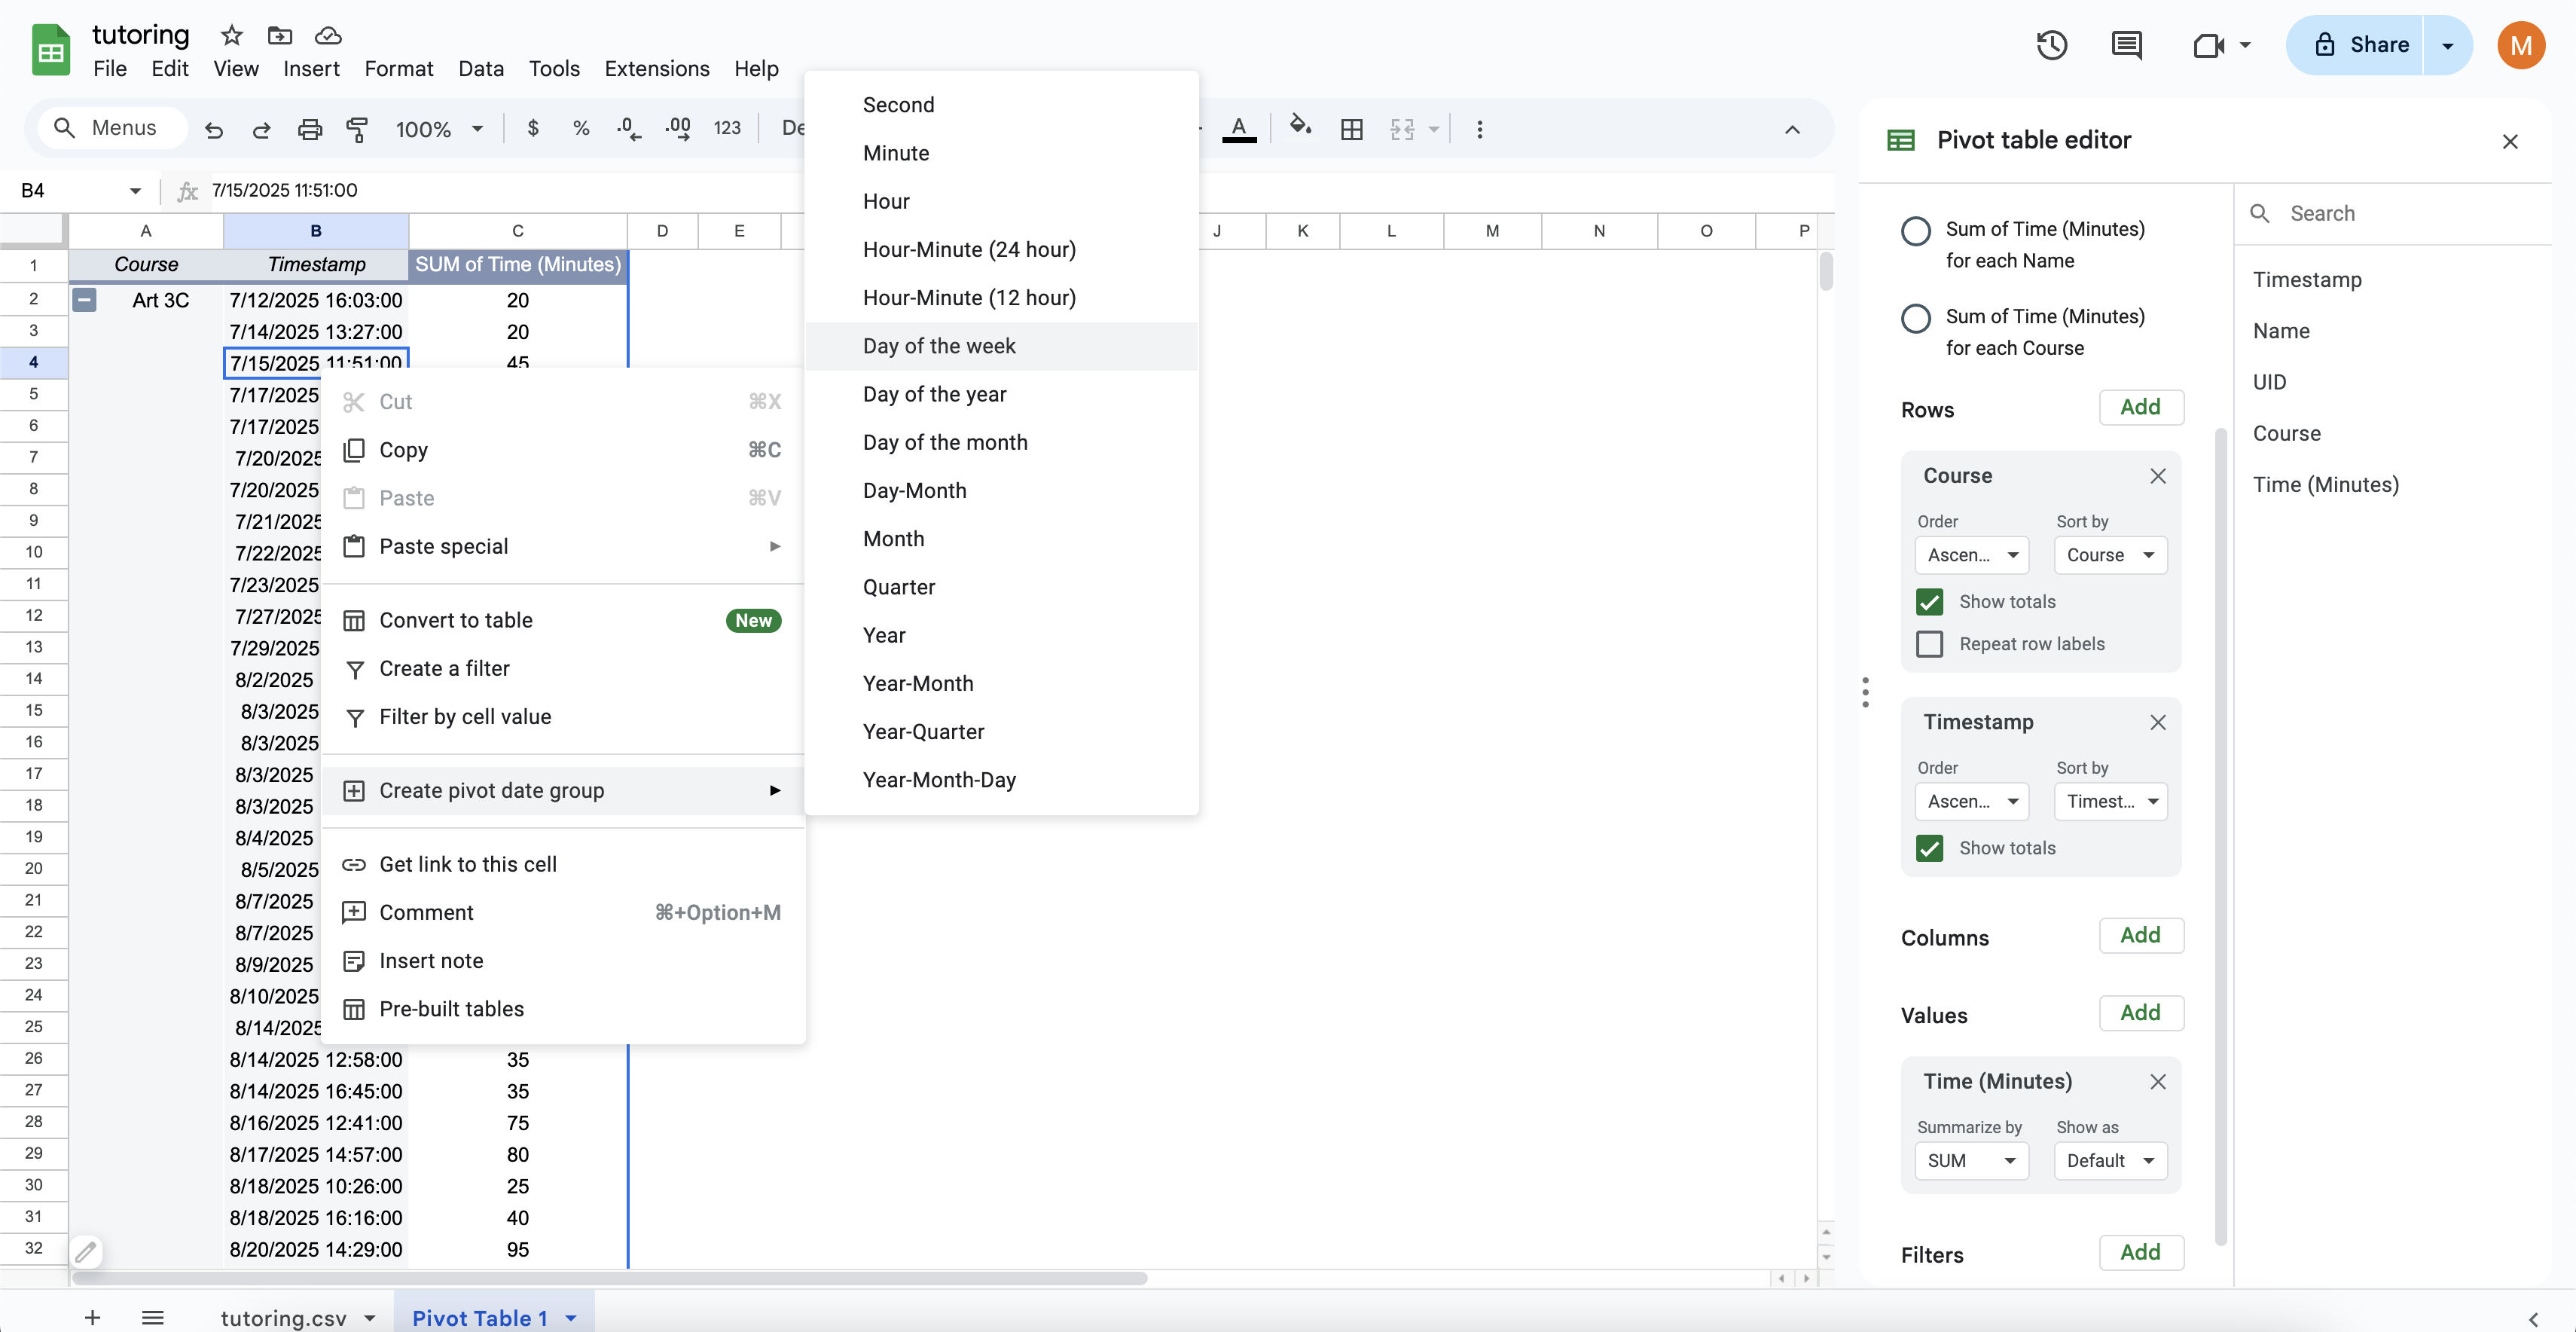 tutoring
File Edit View Insert Format Data Tools Extensions Help
Share
M
Menus
100%
$ % .0 .00 123
De
A
B4
7/15/2025 11:51:00
A B C D E J K L M N O P
1 Course Timestamp SUM of Time (Minutes)
2 Art 3C 7/12/2025 16:03:00 20
3 7/14/2025 13:27:00 20
4 7/15/2025 11:51:00 45
5 7/17/2025
6 7/17/2025
7 7/20/2025
8 7/20/2025
9 7/21/2025
10 7/22/2025
11 7/23/2025
12 7/27/2025
13 7/29/2025
14 8/2/2025
15 8/3/2025
16 8/3/2025
17 8/3/2025
18 8/3/2025
19 8/4/2025
20 8/5/2025
21 8/7/2025
22 8/7/2025
23 8/9/2025
24 8/10/2025
25 8/14/2025
26 8/14/2025 12:58:00 35
27 8/14/2025 16:45:00 35
28 8/16/2025 12:41:00 75
29 8/17/2025 14:57:00 80
30 8/18/2025 10:26:00 25
31 8/18/2025 16:16:00 40
32 8/20/2025 14:29:00 95
Cut ⌘X
Copy ⌘C
Paste ⌘V
Paste special
Convert to table New
Create a filter
Filter by cell value
Create pivot date group
Get link to this cell
Comment ⌘+Option+M
Insert note
Pre-built tables
Second
Minute
Hour
Hour-Minute (24 hour)
Hour-Minute (12 hour)
Day of the week
Day of the year
Day of the month
Day-Month
Month
Quarter
Year
Year-Month
Year-Quarter
Year-Month-Day
Pivot table editor
Sum of Time (Minutes)
for each Name
Sum of Time (Minutes)
for each Course
Rows Add
Course
Order Sort by
Ascen... Course
Show totals
Repeat row labels
Timestamp
Order Sort by
Ascen... Timest...
Show totals
Columns Add
Values Add
Time (Minutes)
Summarize by Show as
SUM Default
Filters Add
Search
Timestamp
Name
UID
Course
Time (Minutes)
tutoring.csv Pivot Table 1